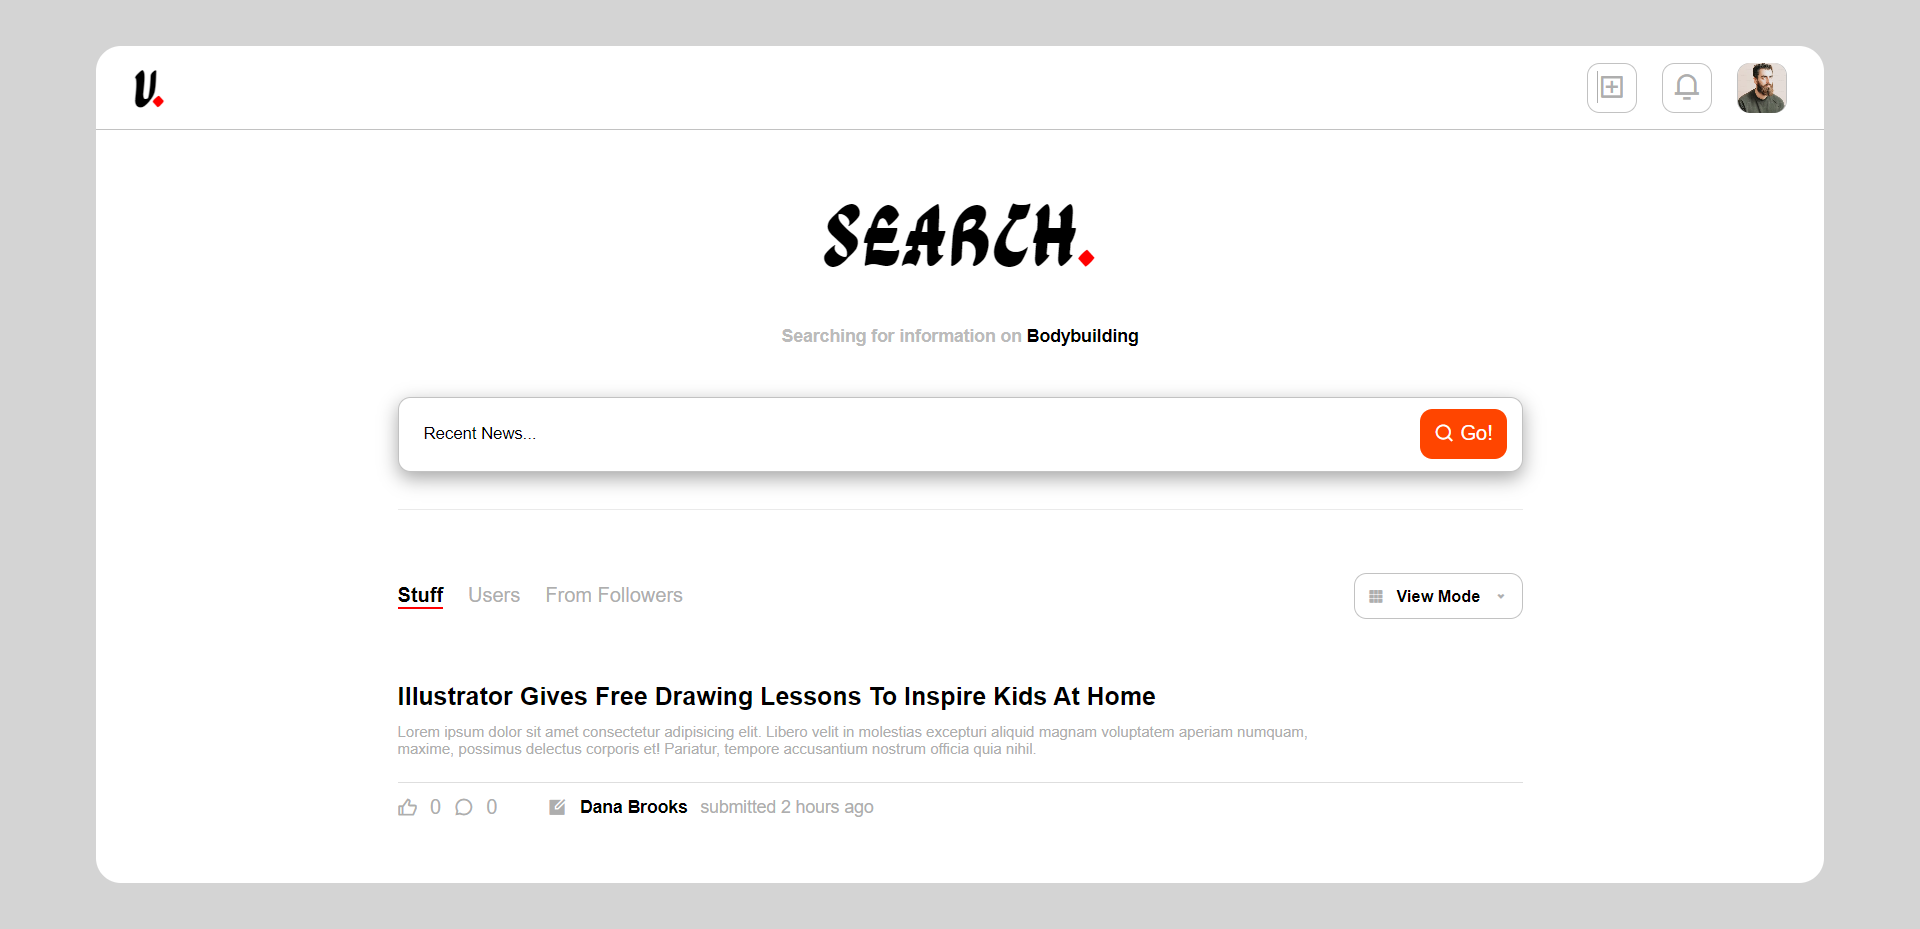 U.
SEARCH.
Searching for information on Bodybuilding
Recent News...
Go!
Stuff Users From Followers
View Mode
Illustrator Gives Free Drawing Lessons To Inspire Kids At Home
Lorem ipsum dolor sit amet consectetur adipisicing elit. Libero velit in molestias excepturi aliquid magnam voluptatem aperiam numquam,
maxime, possimus delectus corporis et! Pariatur, tempore accusantium nostrum officia quia nihil.
0 0 Dana Brooks submitted 2 hours ago